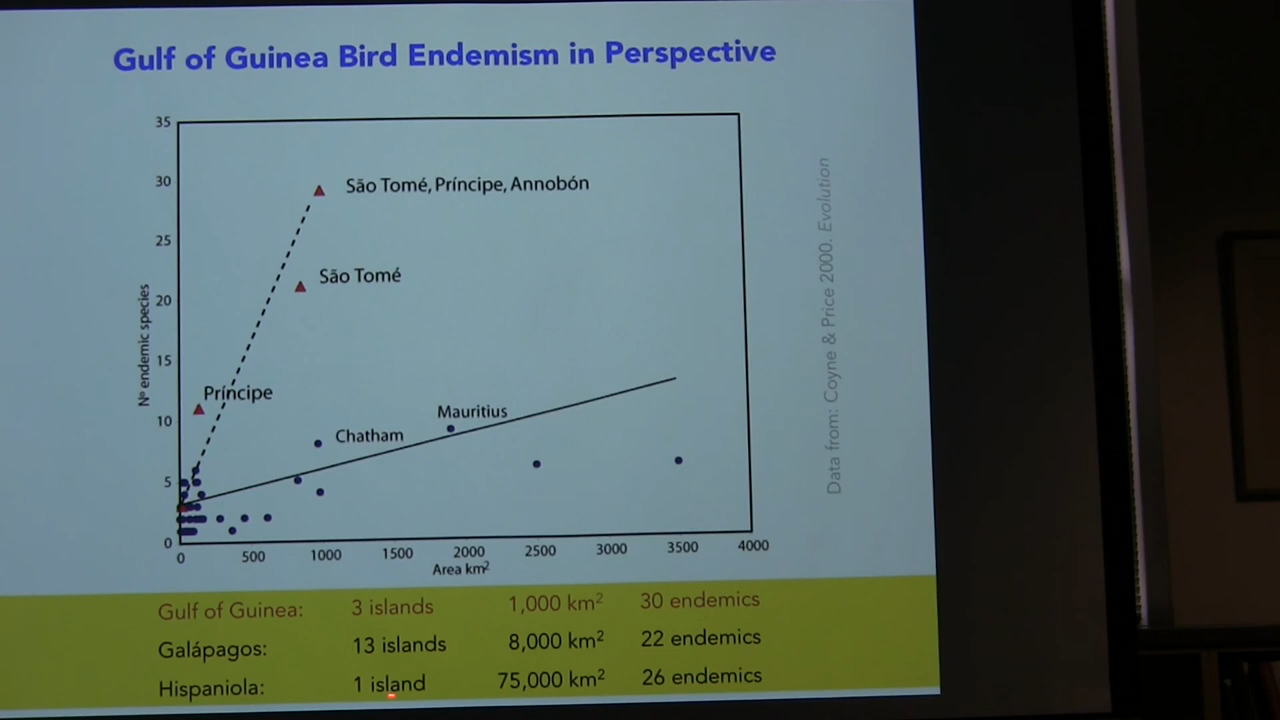 Gulf of Guinea Bird Endemism in Perspective
35
30
25
20
15
10
5
0
Nº endemic species
São Tomé, Príncipe, Annobón
São Tomé
Príncipe
Mauritius
Chatham
0 500 1000 1500 2000 2500 3000 3500 4000
Area km²
Data from: Coyne & Price 2000. Evolution
Gulf of Guinea: 3 islands 1,000 km² 30 endemics
Galápagos: 13 islands 8,000 km² 22 endemics
Hispaniola: 1 island 75,000 km² 26 endemics